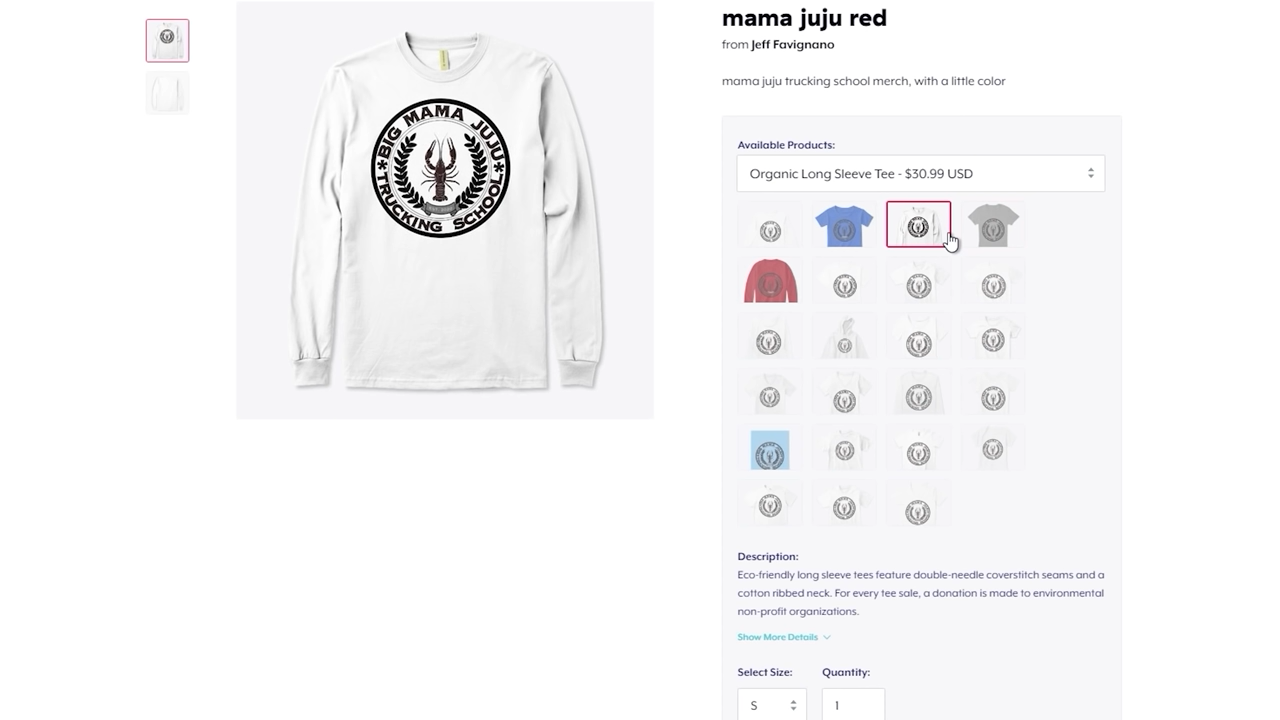 mama juju red
from Jeff Favignano
mama juju trucking school merch, with a little color
BIG MAMA JUJU
TRUCKING SCHOOL
Available Products:
Organic Long Sleeve Tee - $30.99 USD
Description:
Eco-friendly long sleeve tees feature double-needle coverstitch seams and a
cotton ribbed neck. For every tee sale, a donation is made to environmental
non-profit organizations.
Show More Details
Select Size:
Quantity:
S
1